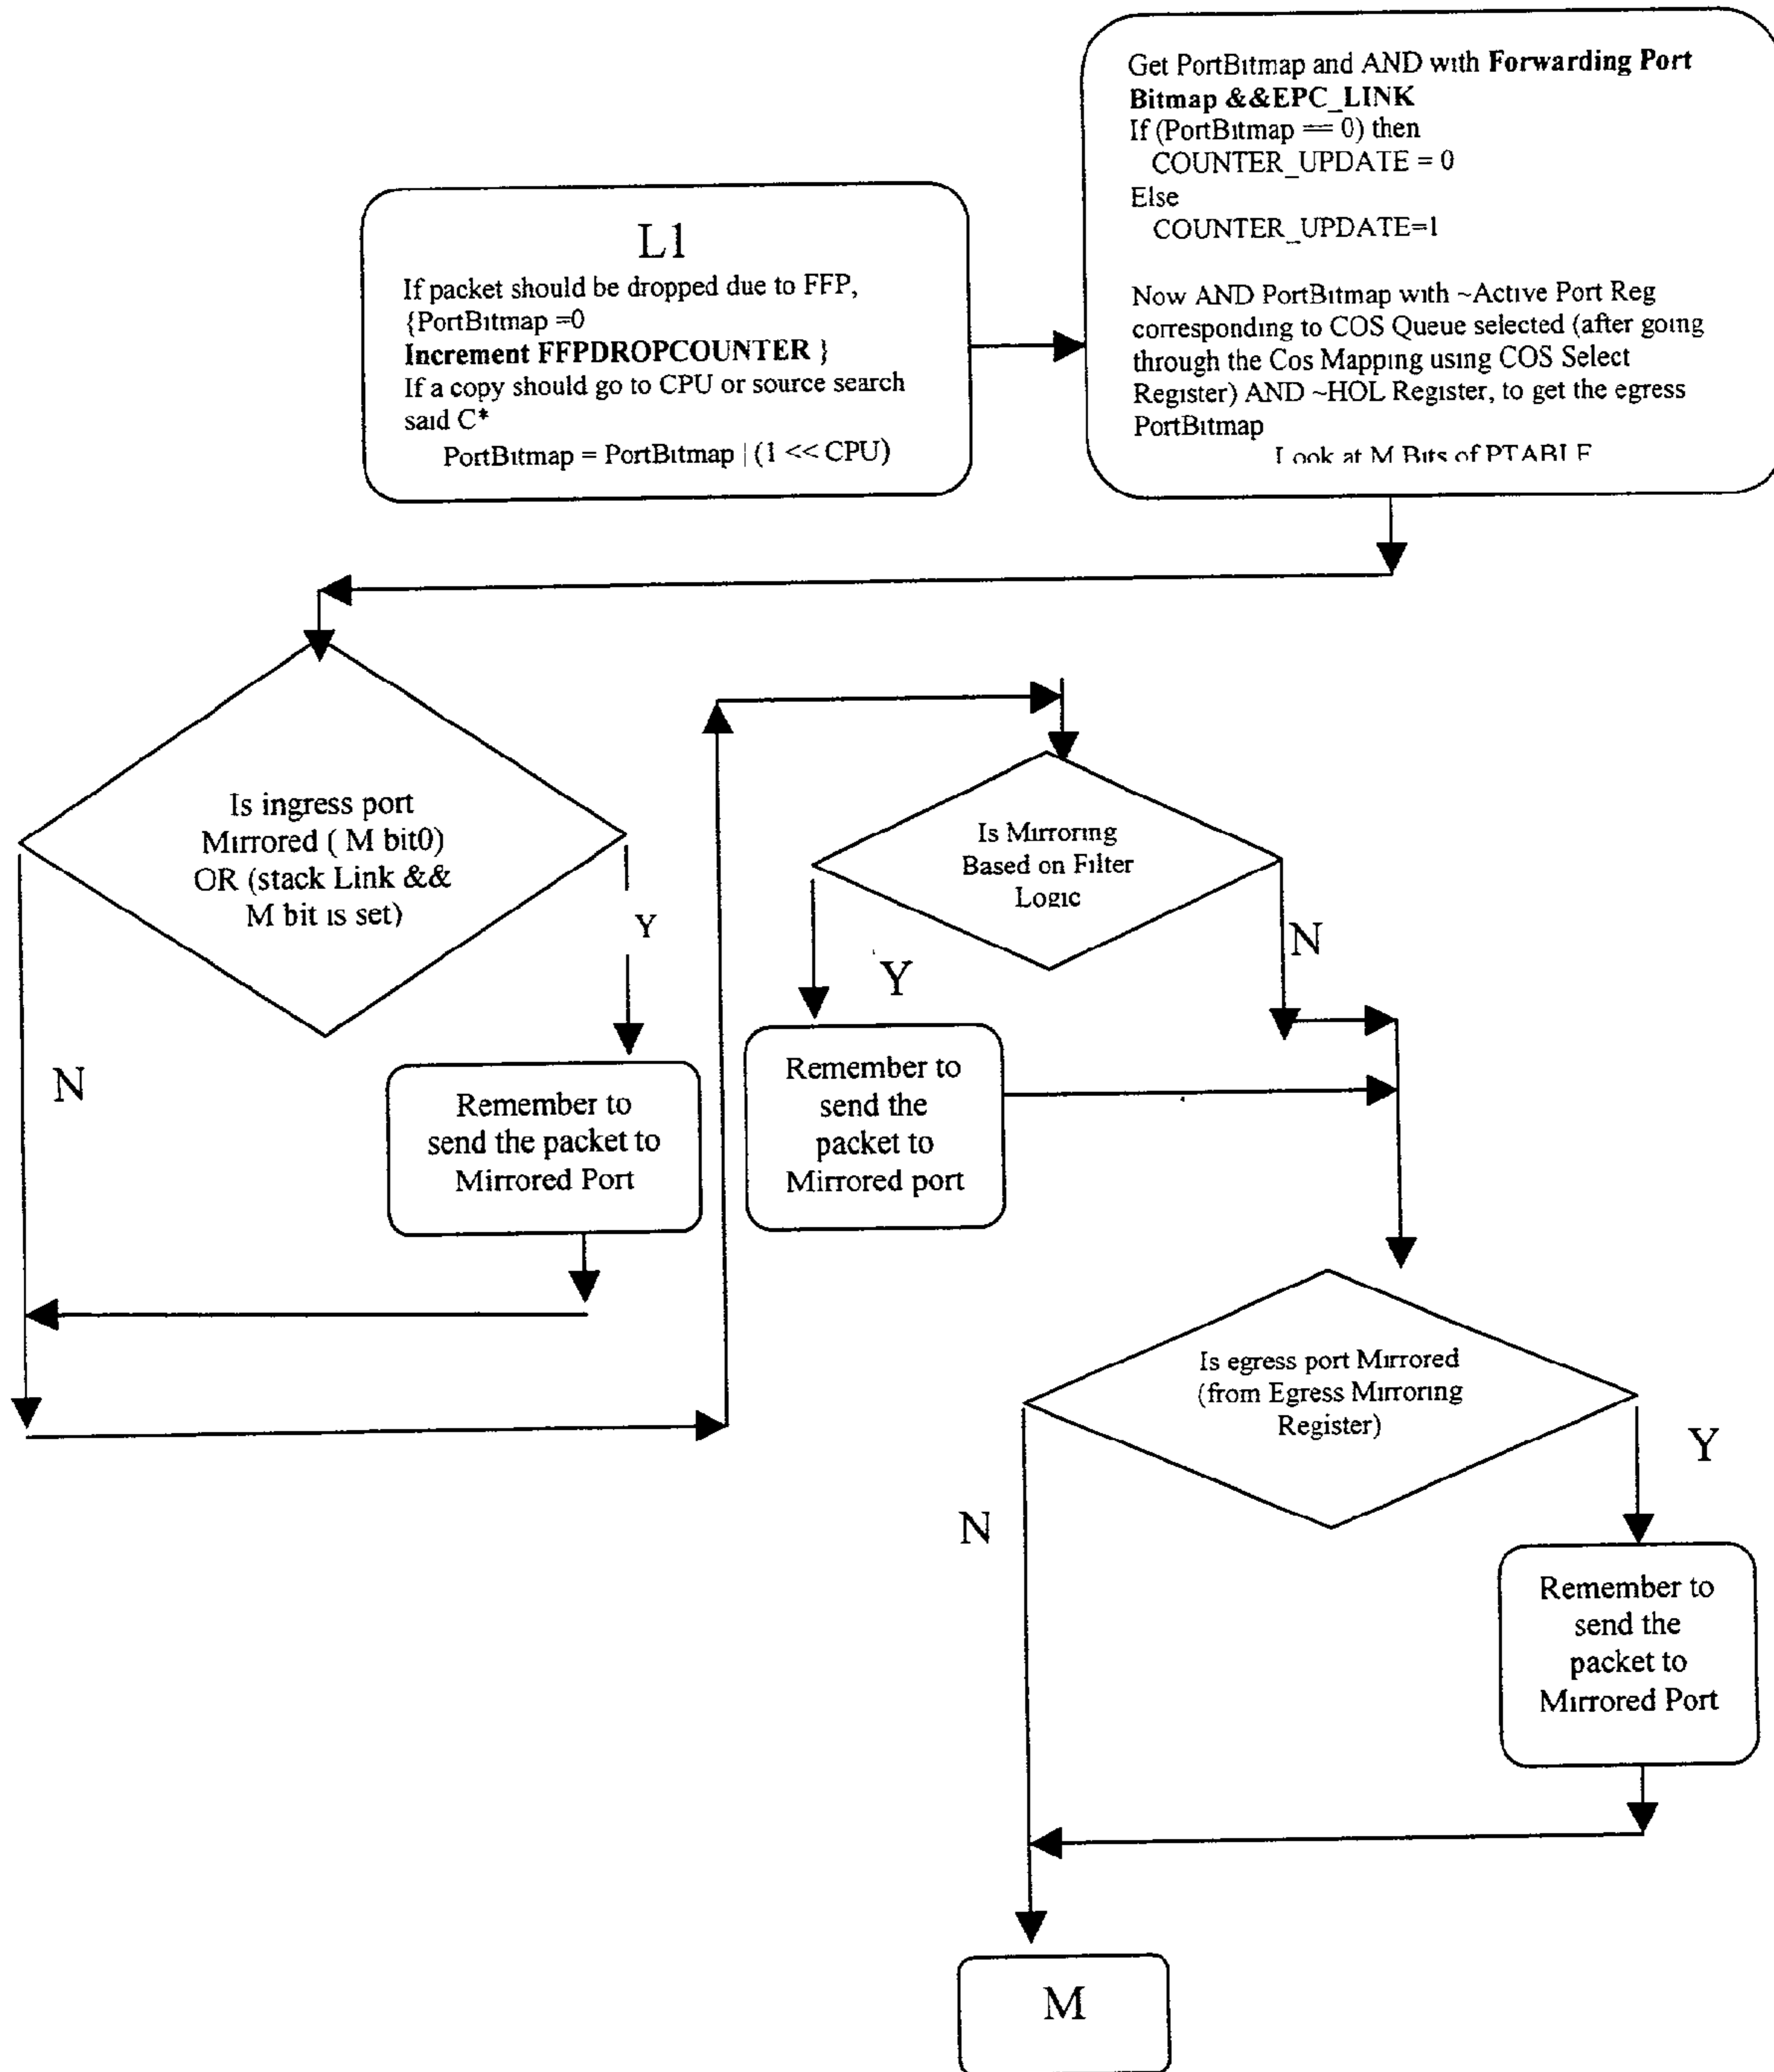 L1
If packet should be dropped due to FFP,
{PortBitmap =0
Increment FFPDROPCOUNTER }
If a copy should go to CPU or source search
said C*
PortBitmap = PortBitmap | (1 << CPU)
Get PortBitmap and AND with Forwarding Port
Bitmap &&EPC_LINK
If (PortBitmap == 0) then
COUNTER_UPDATE = 0
Else
COUNTER_UPDATE=1
Now AND PortBitmap with ~Active Port Reg
corresponding to COS Queue selected (after going
through the Cos Mapping using COS Select
Register) AND ~HOL Register, to get the egress
PortBitmap
Look at M Bits of PTABLE
Is ingress port
Mirrored ( M bit0)
OR (stack Link &&
M bit is set)
Y
N
Remember to
send the packet to
Mirrored Port
Is Mirroring
Based on Filter
Logic
Y
N
Remember to
send the
packet to
Mirrored port
Is egress port Mirrored
(from Egress Mirroring
Register)
N
Y
Remember to
send the
packet to
Mirrored Port
M